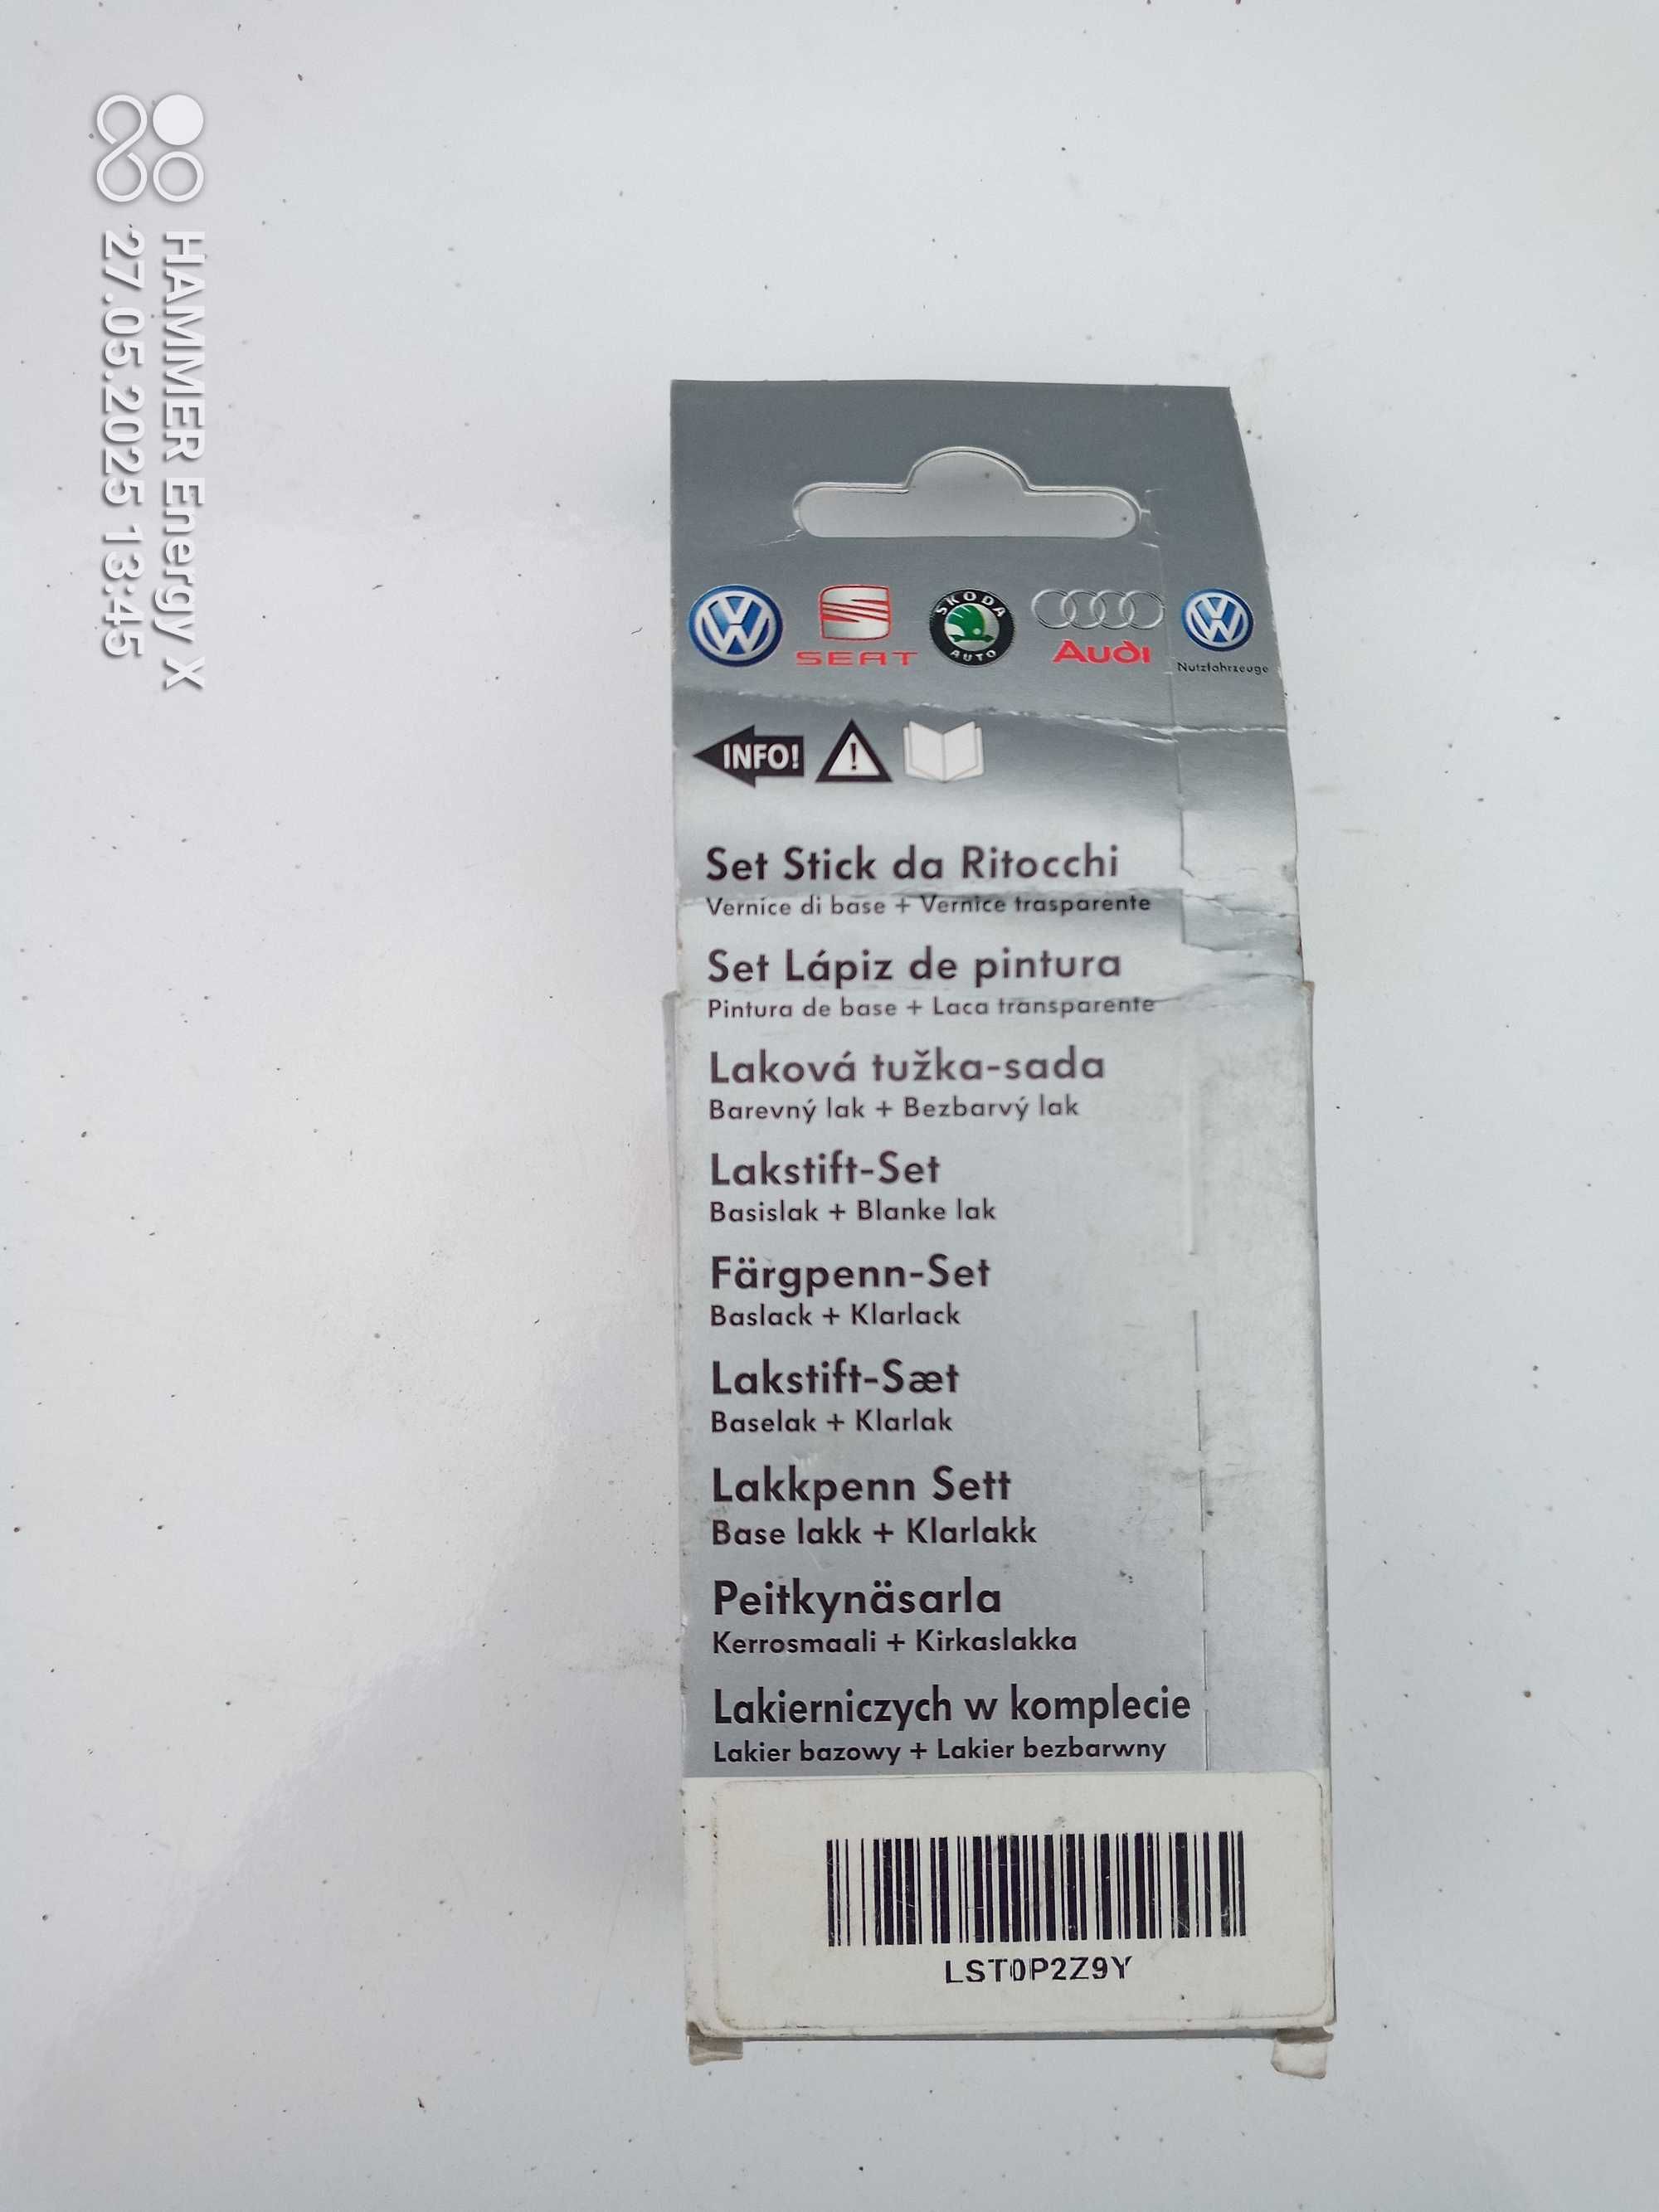 HAMMER Energy X
27.05.2025 13:45
SEAT
SKODA
AUTO
Audi
Nutzfahrzeuge
INFO!
Set Stick da Ritocchi
Vernice di base + Vernice trasparente
Set Lápiz de pintura
Pintura de base + Laca transparente
Laková tužka-sada
Barevný lak + Bezbarvý lak
Lakstift-Set
Basislak + Blanke lak
Färgpenn-Set
Baslack + Klarlack
Lakstift-Sæt
Baselak + Klarlak
Lakkpenn Sett
Base lakk + Klarlakk
Peitkynäsarla
Kerrosmaali + Kirkaslakka
Lakierniczych w komplecie
Lakier bazowy + Lakier bezbarwny
LST0P2Z9Y